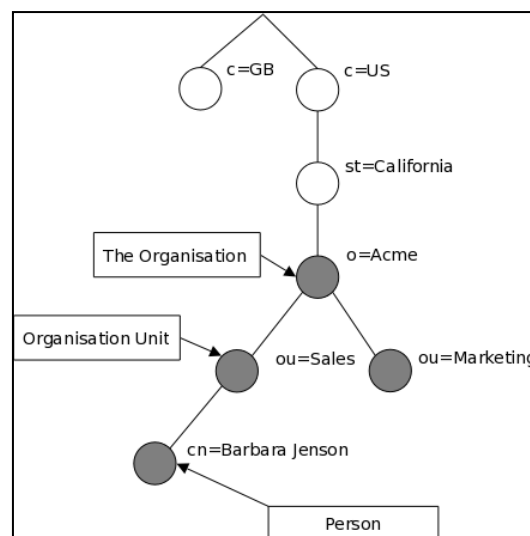 c=GB
c=US
st=California
The Organisation
o=Acme
Organisation Unit
ou=Sales
ou=Marketing
cn=Barbara Jenson
Person